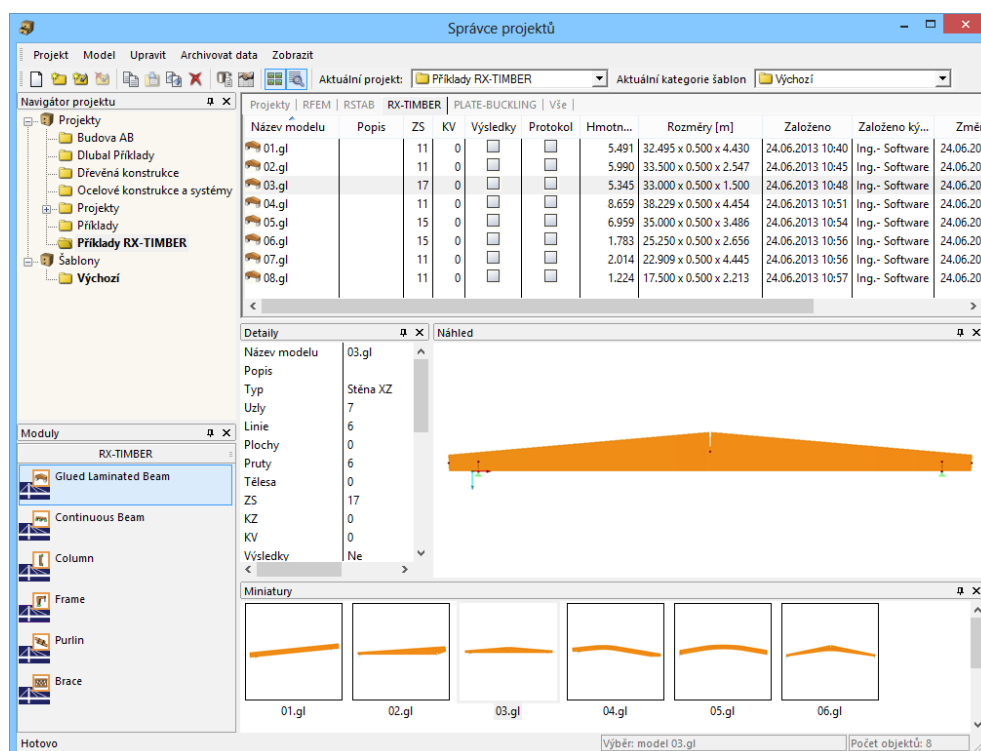 Správce projektů
Projekt Model Upravit Archivovat data Zobrazit
Aktuální projekt: Příklady RX-TIMBER Aktuální kategorie šablon Výchozí
Navigátor projektu
Projekty
Budova AB
Dlubal Příklady
Dřevěná konstrukce
Ocelové konstrukce a systémy
Projekty
Příklady
Příklady RX-TIMBER
Šablony
Výchozí
Projekty | RFEM | RSTAB RX-TIMBER | PLATE-BUCKLING | Vše |
Název modelu Popis ZS KV Výsledky Protokol Hmotn... Rozměry [m] Založeno Založeno ký... Změ
01.gl 11 0 5.491 32.495 x 0.500 x 4.430 24.06.2013 10:40 Ing.- Software 24.06.20
02.gl 11 0 5.990 33.500 x 0.500 x 2.547 24.06.2013 10:45 Ing.- Software 24.06.20
03.gl 17 0 5.345 33.000 x 0.500 x 1.500 24.06.2013 10:48 Ing.- Software 24.06.20
04.gl 11 0 8.659 38.229 x 0.500 x 4.454 24.06.2013 10:51 Ing.- Software 24.06.20
05.gl 15 0 6.959 35.000 x 0.500 x 3.486 24.06.2013 10:54 Ing.- Software 24.06.20
06.gl 15 0 1.783 25.250 x 0.500 x 2.656 24.06.2013 10:56 Ing.- Software 24.06.20
07.gl 11 0 2.014 22.909 x 0.500 x 4.445 24.06.2013 10:56 Ing.- Software 24.06.20
08.gl 11 0 1.224 17.500 x 0.500 x 2.213 24.06.2013 10:57 Ing.- Software 24.06.20
Detaily
Název modelu 03.gl
Popis
Typ Stěna XZ
Uzly 7
Linie 6
Plochy 0
Pruty 6
Tělesa 0
ZS 17
KZ 0
KV 0
Výsledky Ne
Náhled
Moduly
RX-TIMBER
Glued Laminated Beam
Continuous Beam
Column
Frame
Purlin
Brace
Miniatury
01.gl 02.gl 03.gl 04.gl 05.gl 06.gl
Hotovo Výběr: model 03.gl Počet objektů: 8